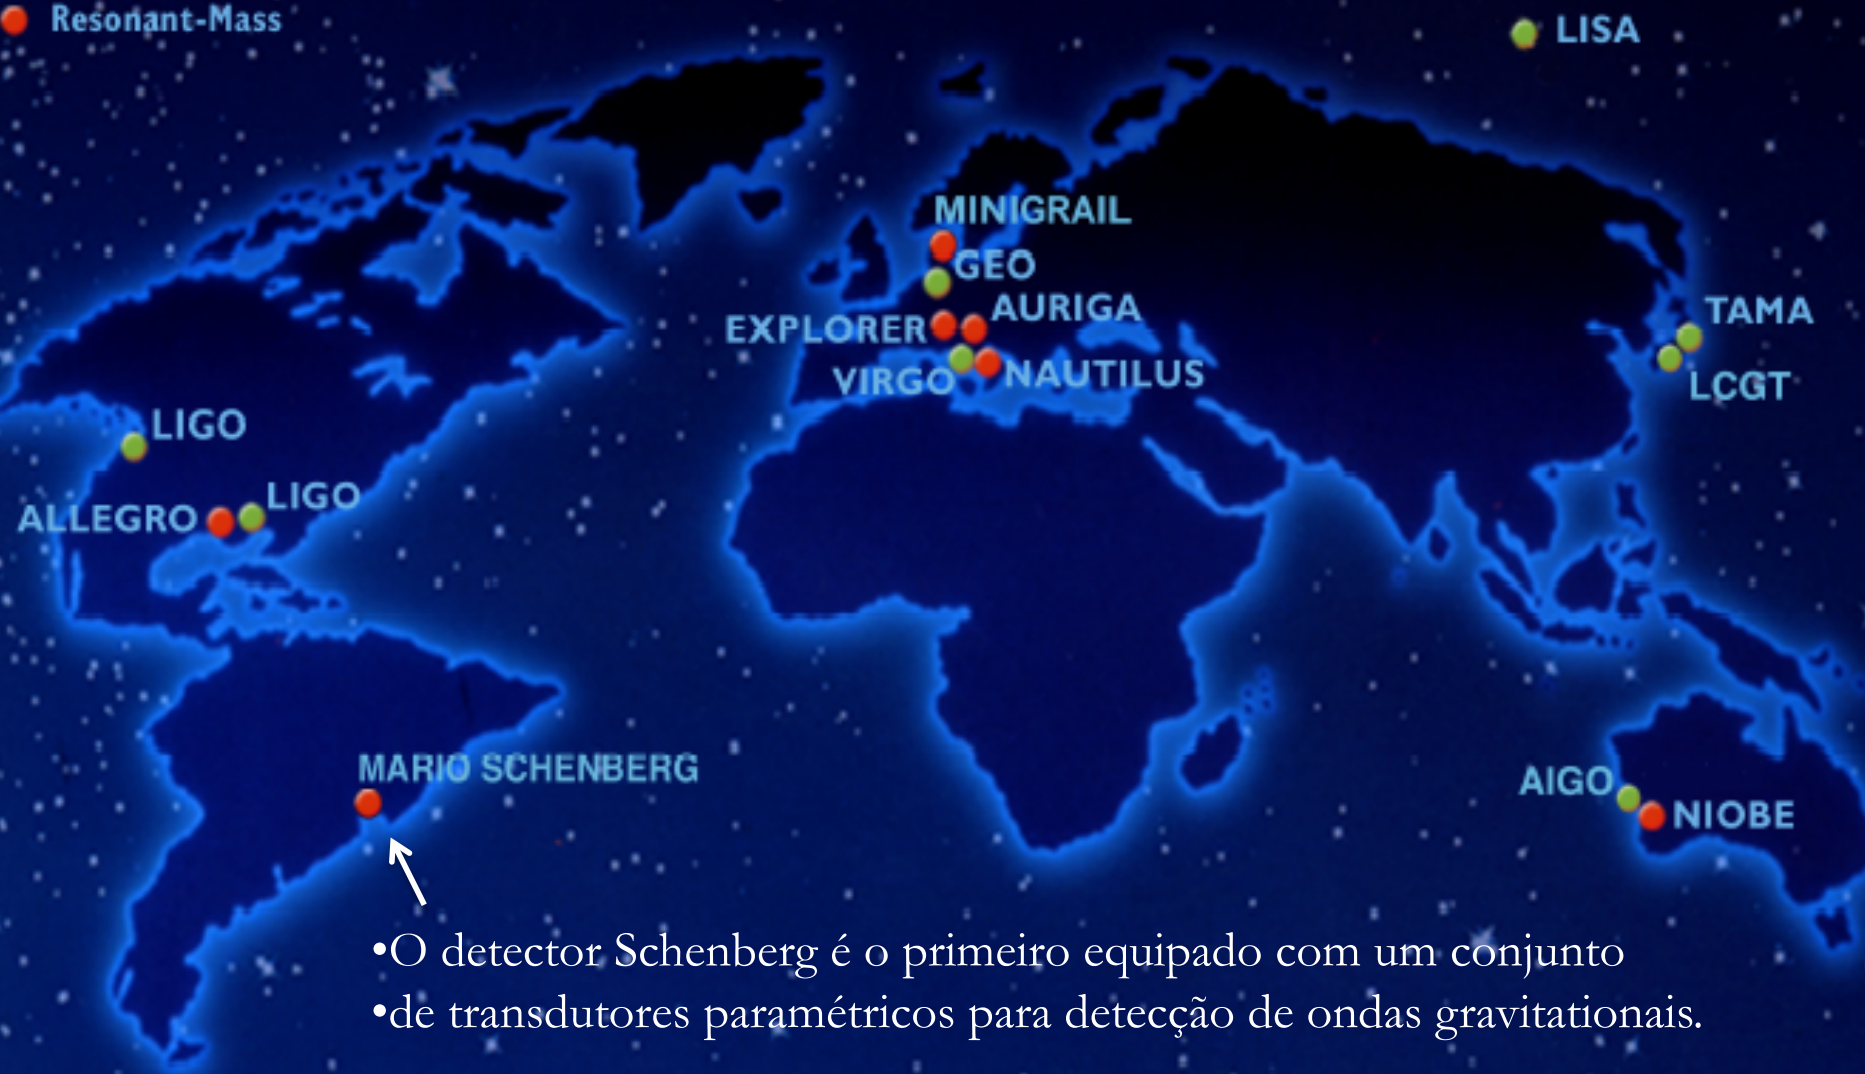 Resonant-Mass
LISA
MINIGRAIL
GEO
AURIGA
EXPLORER
TAMA
VIRGO
NAUTILUS
LCGT
LIGO
LIGO
ALLEGRO
MARIO SCHENBERG
AIGO
NIOBE
•O detector Schenberg é o primeiro equipado com um conjunto
•de transdutores paramétricos para detecção de ondas gravitationais.